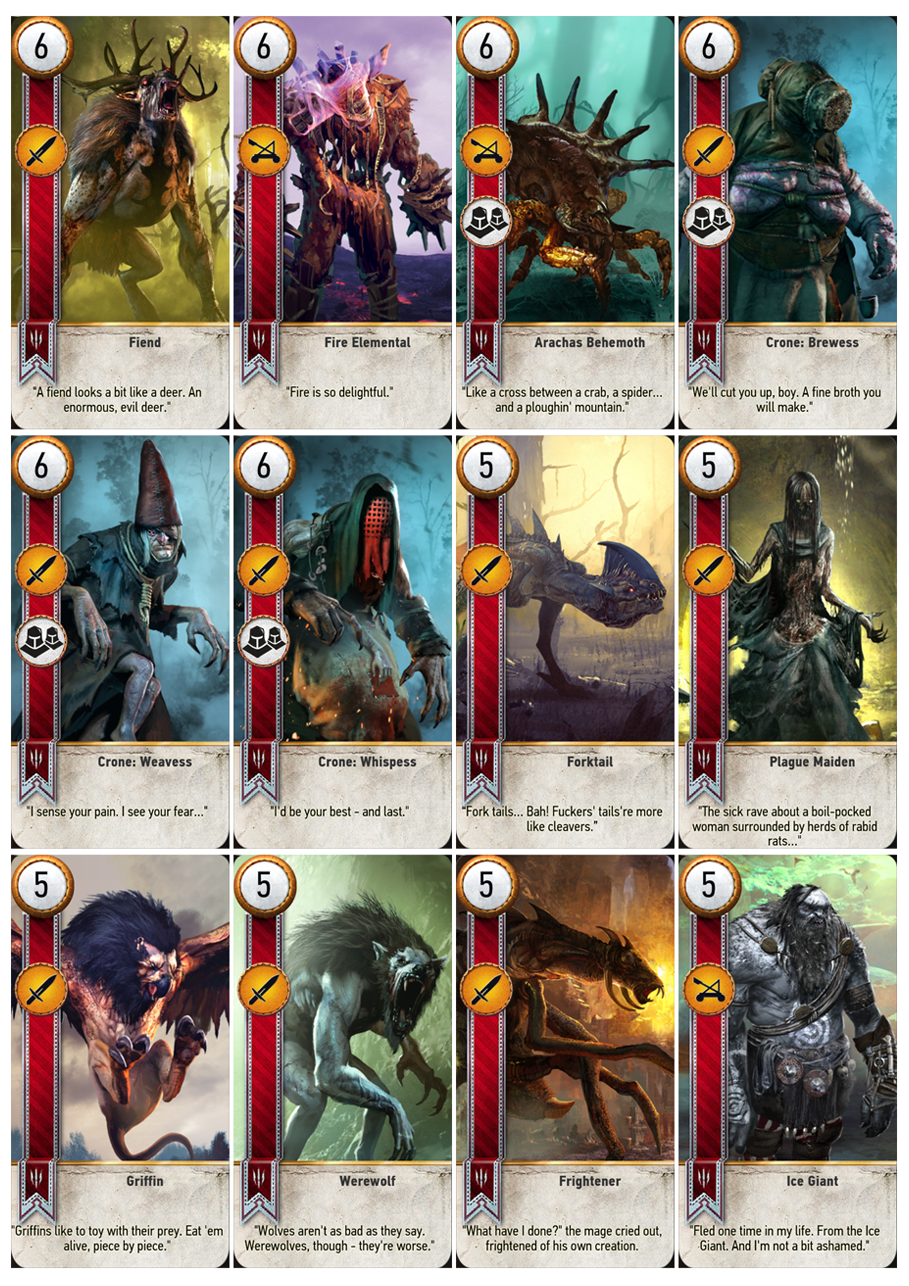 6
Fiend
"A fiend looks a bit like a deer. An
enormous, evil deer."
6
Fire Elemental
"Fire is so delightful."
6
Arachas Behemoth
"Like a cross between a crab, a spider...
and a ploughin' mountain."
6
Crone: Brewess
"We'll cut you up, boy. A fine broth you
will make."
6
Crone: Weavess
"I sense your pain. I see your fear..."
6
Crone: Whispess
"I'd be your best - and last."
5
Forktail
"Fork tails... Bah! Fuckers' tails're more
like cleavers."
5
Plague Maiden
"The sick rave about a boil-pocked
woman surrounded by herds of rabid
rats..."
5
Griffin
"Griffins like to toy with their prey. Eat 'em
alive, piece by piece."
5
Werewolf
"Wolves aren't as bad as they say.
Werewolves, though - they're worse."
5
Frightener
"What have I done?" the mage cried out,
frightened of his own creation.
5
Ice Giant
"Fled one time in my life. From the Ice
Giant. And I'm not a bit ashamed."